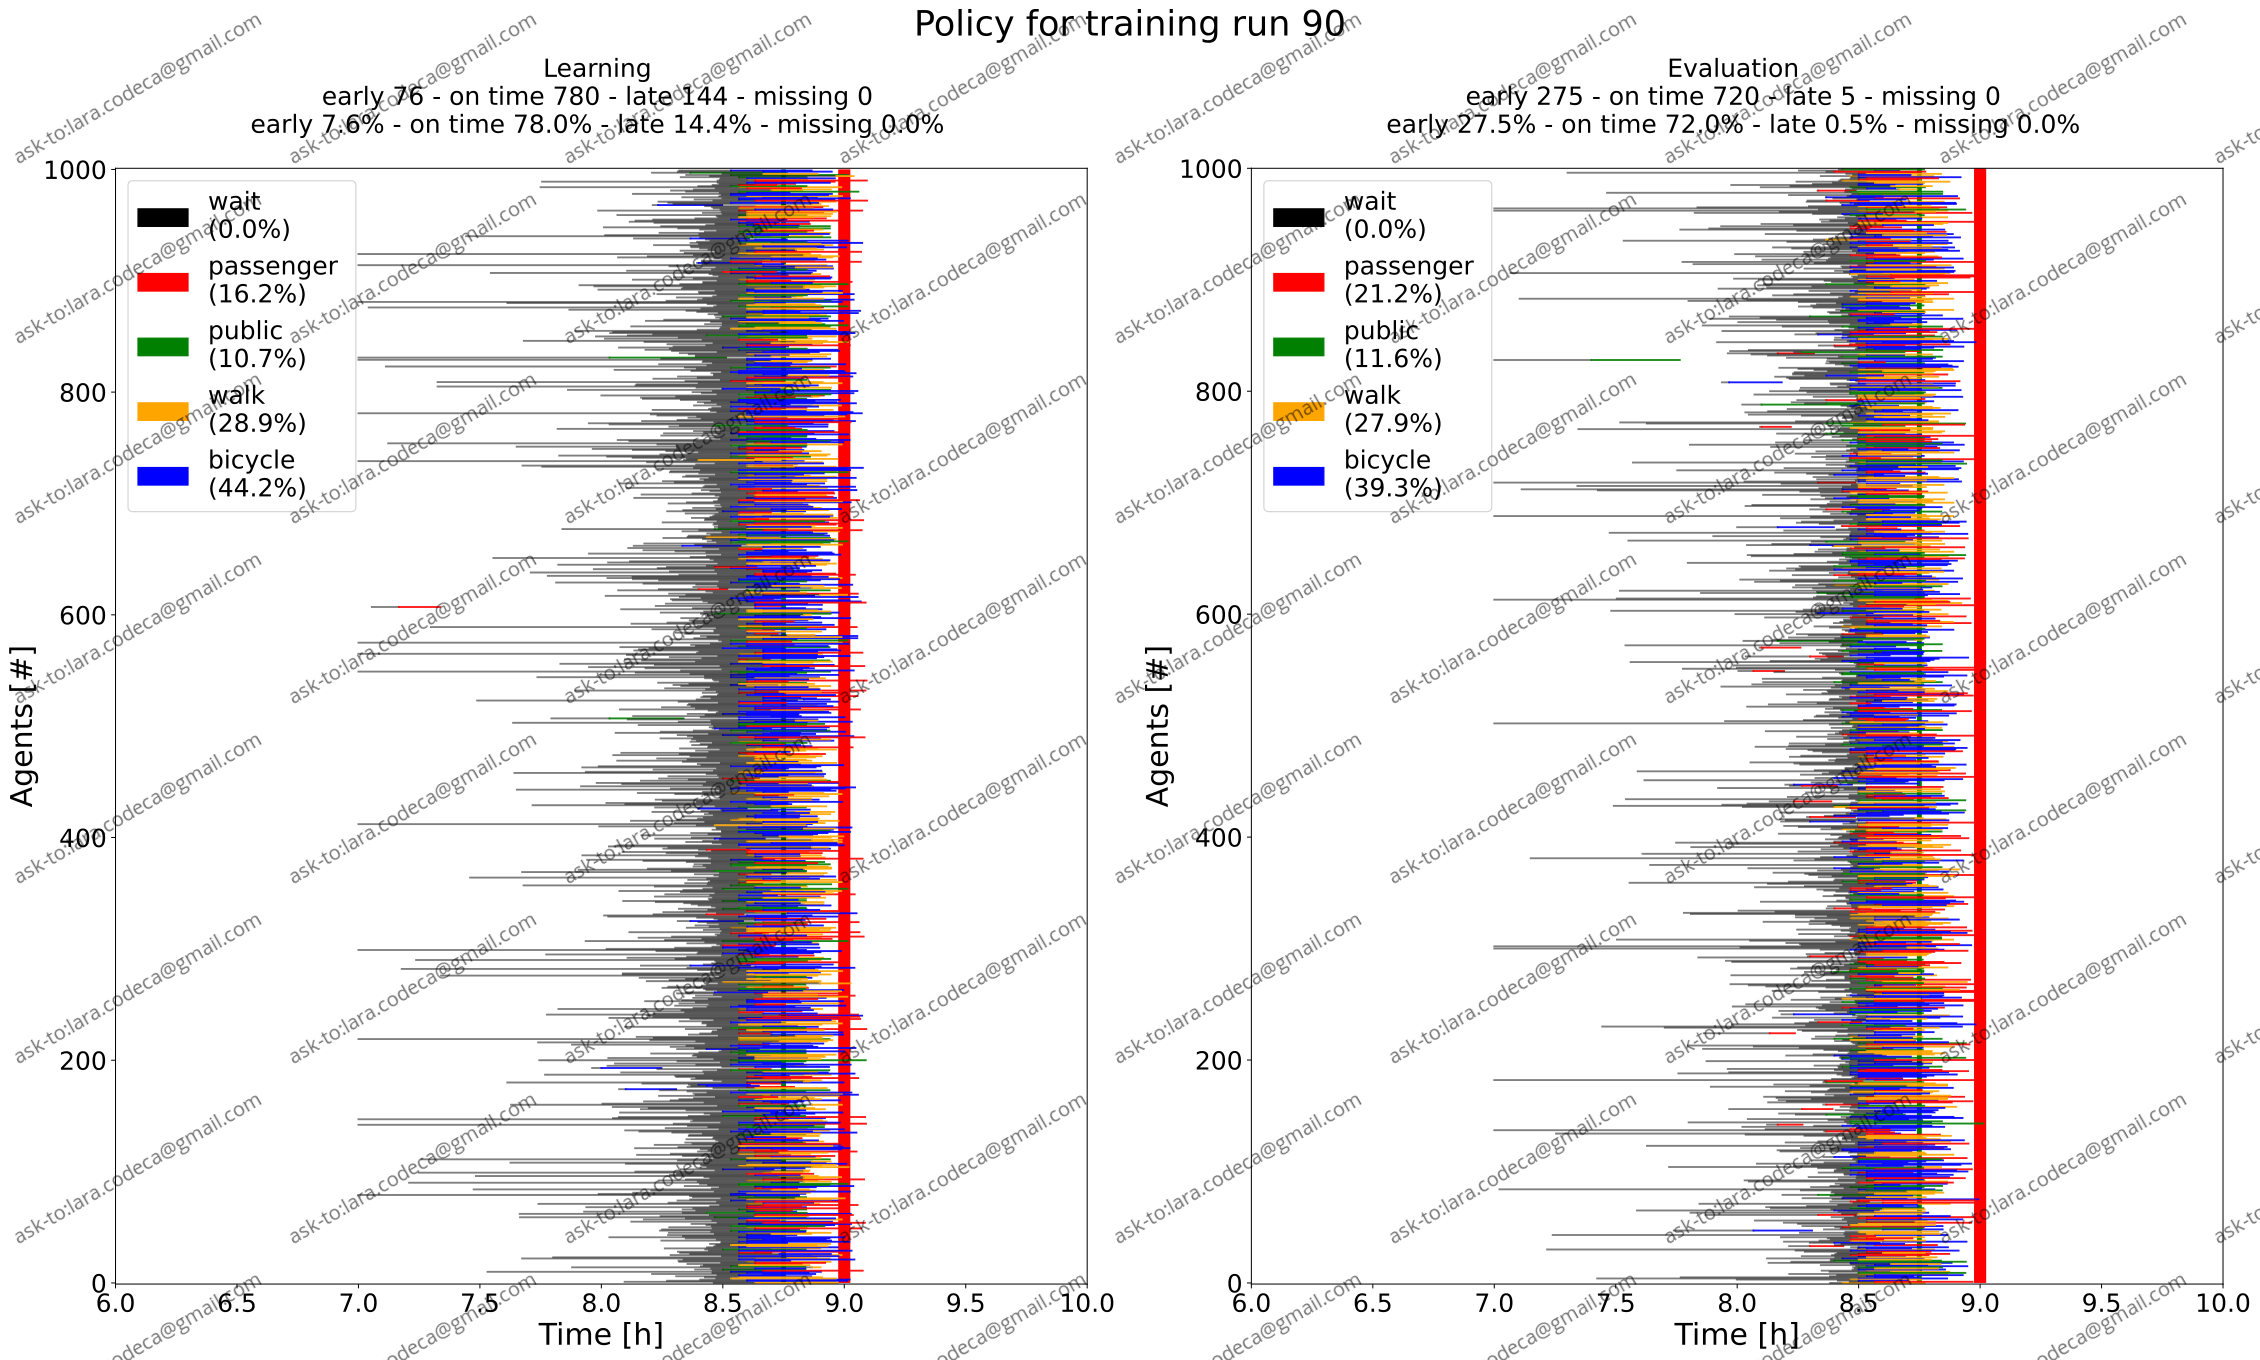 Policy for training run 90
Learning
early 76 - on time 780 - late 144 - missing 0
early 7.6% - on time 78.0% - late 14.4% - missing 0.0%
1000
800
600
400
200
0
Agents [#]
wait
(0.0%)
passenger
(16.2%)
public
(10.7%)
walk
(28.9%)
bicycle
(44.2%)
6.0 6.5 7.0 7.5 8.0 8.5 9.0 9.5 10.0
Time [h]
Evaluation
early 275 - on time 720 - late 5 - missing 0
early 27.5% - on time 72.0% - late 0.5% - missing 0.0%
1000
800
600
400
200
0
Agents [#]
wait
(0.0%)
passenger
(21.2%)
public
(11.6%)
walk
(27.9%)
bicycle
(39.3%)
6.0 6.5 7.0 7.5 8.0 8.5 9.0 9.5 10.0
Time [h]
ask-to:lara.codeca@gmail.com